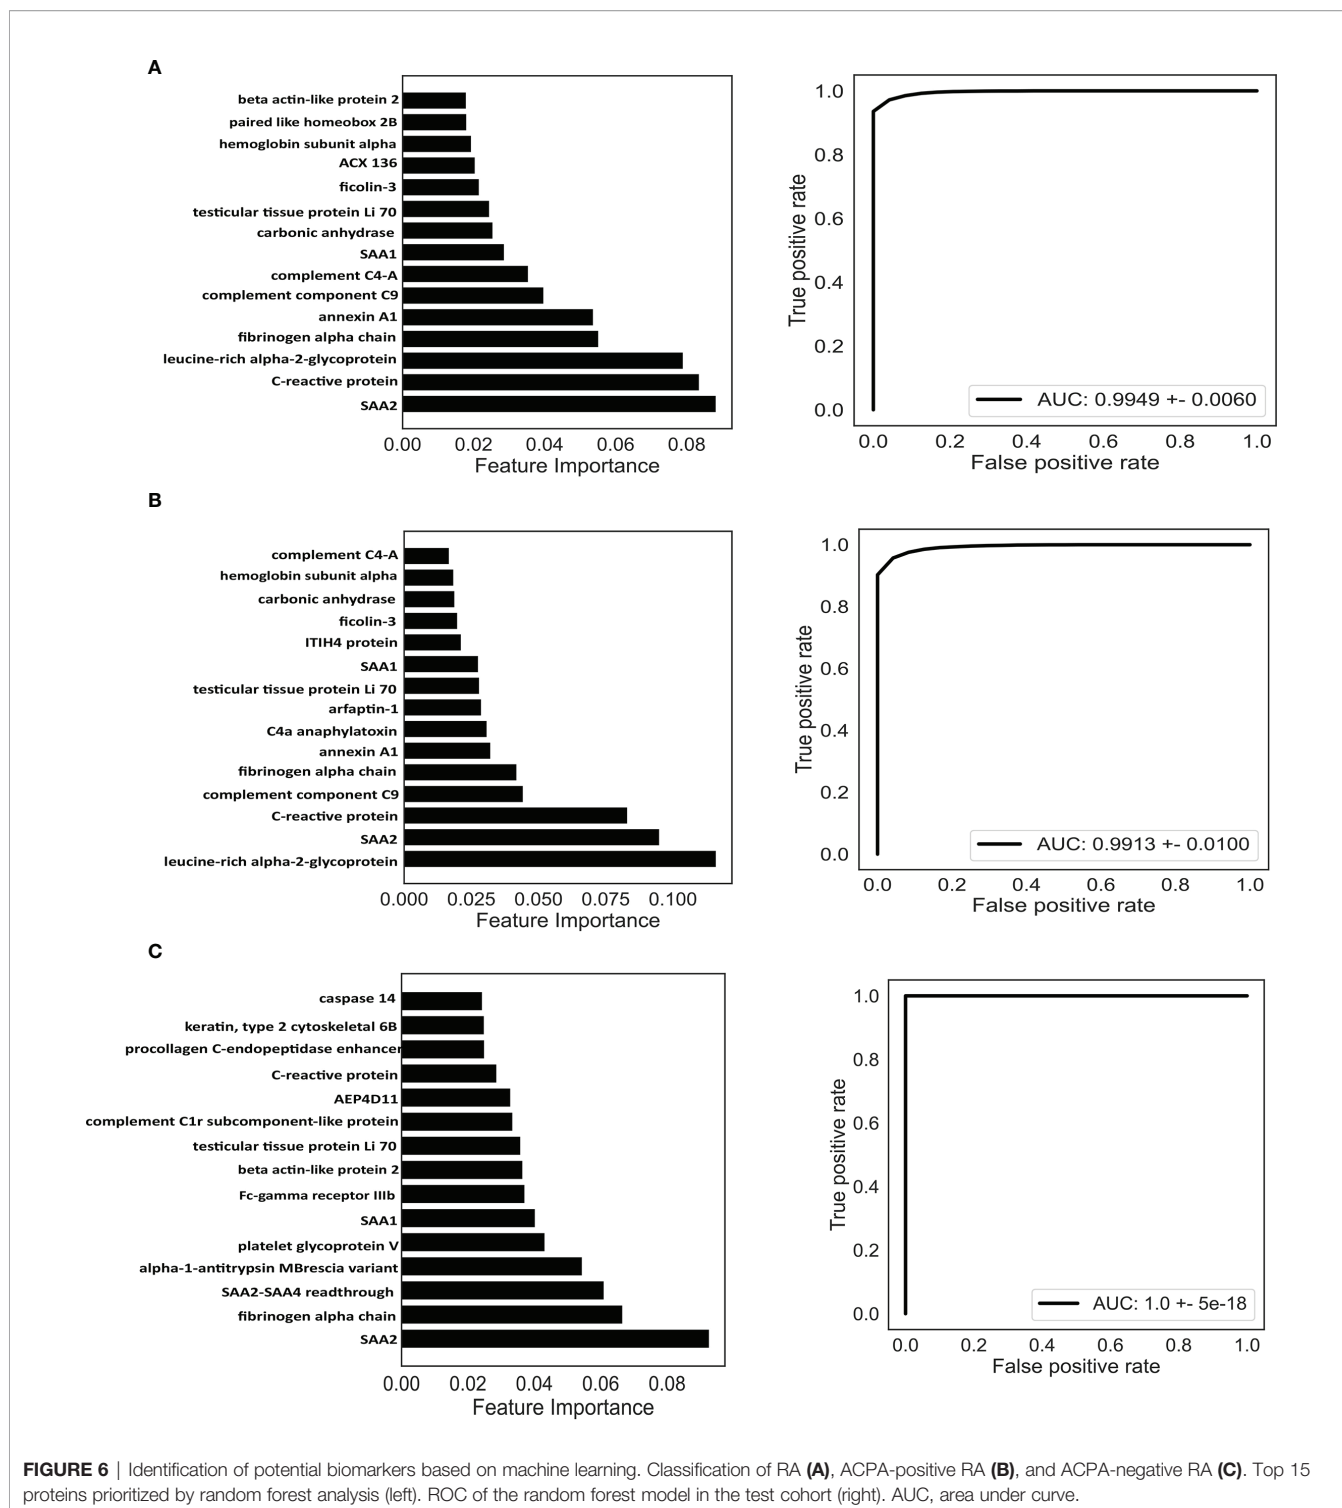 A
beta actin-like protein 2
paired like homeobox 2B
hemoglobin subunit alpha
ACX 136
ficolin-3
testicular tissue protein Li 70
carbonic anhydrase
SAA1
complement C4-A
complement component C9
annexin A1
fibrinogen alpha chain
leucine-rich alpha-2-glycoprotein
C-reactive protein
SAA2
0.00 0.02 0.04 0.06 0.08
Feature Importance
True positive rate
1.0
0.8
0.6
0.4
0.2
0.0
AUC: 0.9949 +- 0.0060
0.0 0.2 0.4 0.6 0.8 1.0
False positive rate
B
complement C4-A
hemoglobin subunit alpha
carbonic anhydrase
ficolin-3
ITIH4 protein
SAA1
testicular tissue protein Li 70
arfaptin-1
C4a anaphylatoxin
annexin A1
fibrinogen alpha chain
complement component C9
C-reactive protein
SAA2
leucine-rich alpha-2-glycoprotein
0.000 0.025 0.050 0.075 0.100
Feature Importance
True positive rate
1.0
0.8
0.6
0.4
0.2
0.0
AUC: 0.9913 +- 0.0100
0.0 0.2 0.4 0.6 0.8 1.0
False positive rate
C
caspase 14
keratin, type 2 cytoskeletal 6B
procollagen C-endopeptidase enhancer
C-reactive protein
AEP4D11
complement C1r subcomponent-like protein
testicular tissue protein Li 70
beta actin-like protein 2
Fc-gamma receptor IIIb
SAA1
platelet glycoprotein V
alpha-1-antitrypsin MBrescia variant
SAA2-SAA4 readthrough
fibrinogen alpha chain
SAA2
0.00 0.02 0.04 0.06 0.08
Feature Importance
True positive rate
1.0
0.8
0.6
0.4
0.2
0.0
AUC: 1.0 +- 5e-18
0.0 0.2 0.4 0.6 0.8 1.0
False positive rate
FIGURE 6 | Identification of potential biomarkers based on machine learning. Classification of RA (A), ACPA-positive RA (B), and ACPA-negative RA (C). Top 15
proteins prioritized by random forest analysis (left). ROC of the random forest model in the test cohort (right). AUC, area under curve.